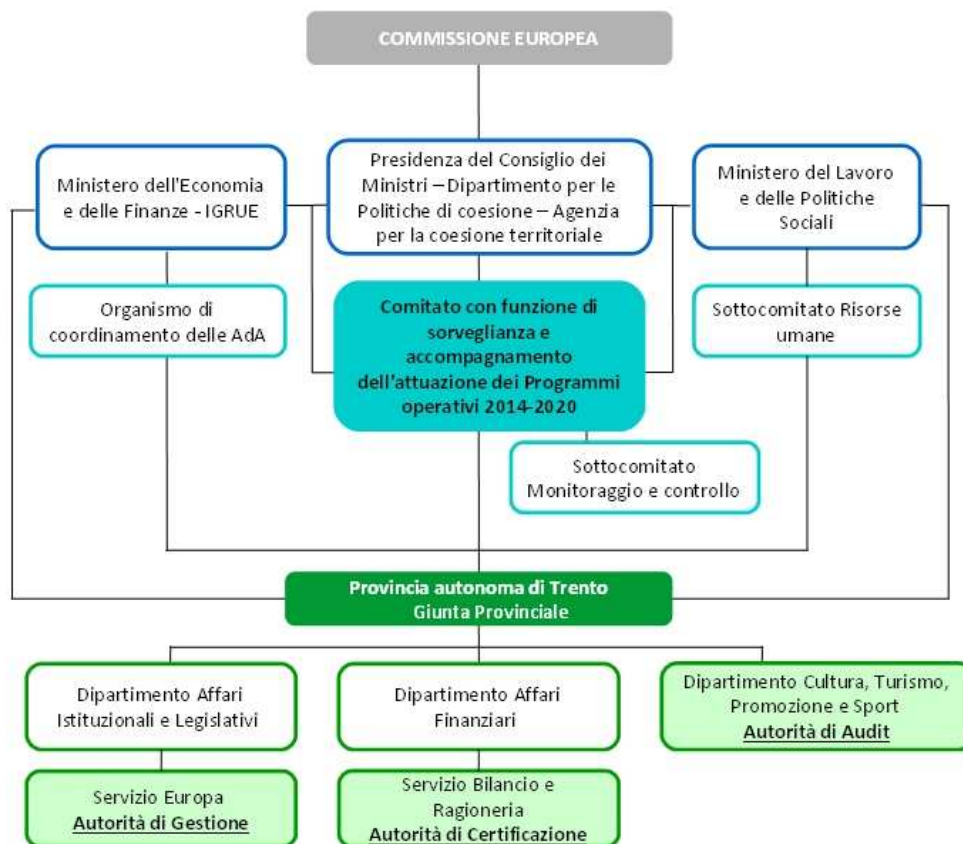 COMMISSIONE EUROPEA
Ministero dell'Economia
e delle Finanze - IGRUE
Presidenza del Consiglio dei
Ministri – Dipartimento per le
Politiche di coesione – Agenzia
per la coesione territoriale
Ministero del Lavoro
e delle Politiche
Sociali
Organismo di
coordinamento delle AdA
Comitato con funzione di
sorveglianza e
accompagnamento
dell'attuazione dei Programmi
operativi 2014-2020
Sottocomitato Risorse
umane
Sottocomitato
Monitoraggio e controllo
Provincia autonoma di Trento
Giunta Provinciale
Dipartimento Affari
Istituzionali e Legislativi
Dipartimento Affari
Finanziari
Dipartimento Cultura, Turismo,
Promozione e Sport
Autorità di Audit
Servizio Europa
Autorità di Gestione
Servizio Bilancio e
Ragioneria
Autorità di Certificazione